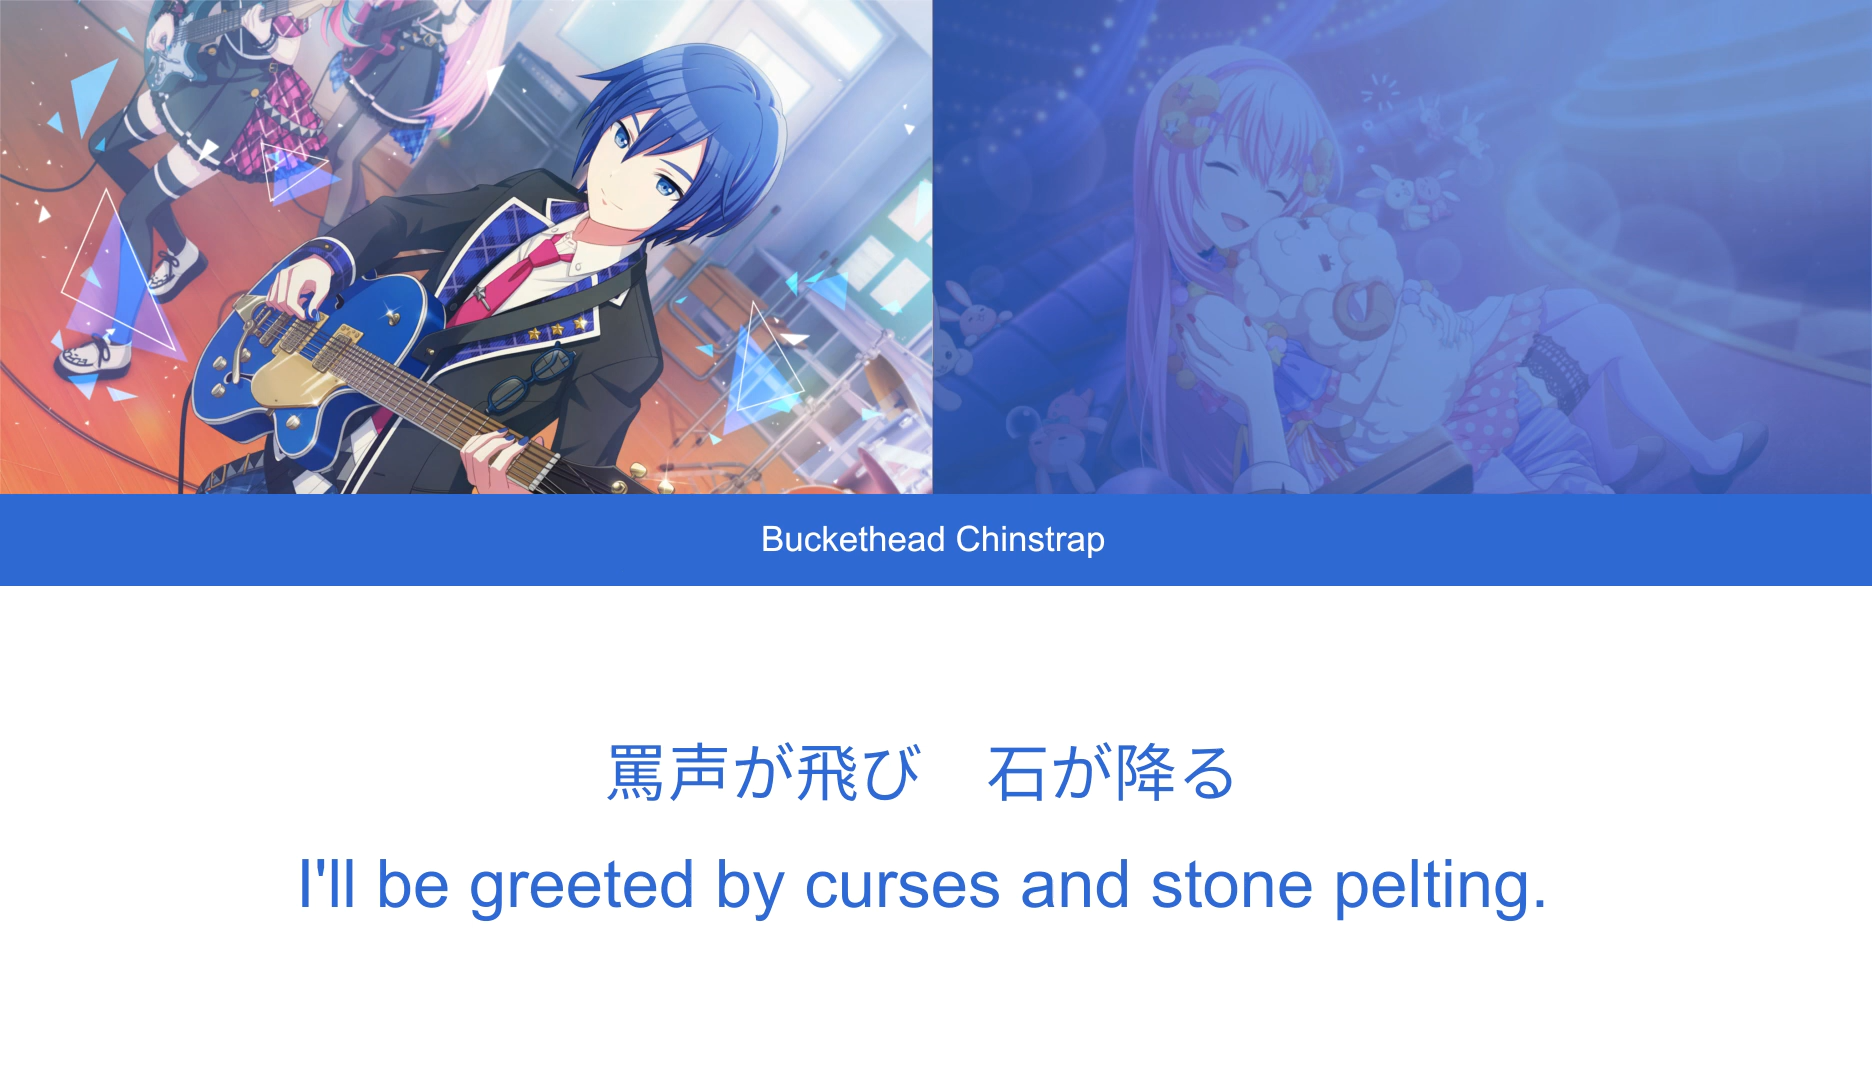 Buckethead Chinstrap
罵声が飛び　石が降る
I'll be greeted by curses and stone pelting.